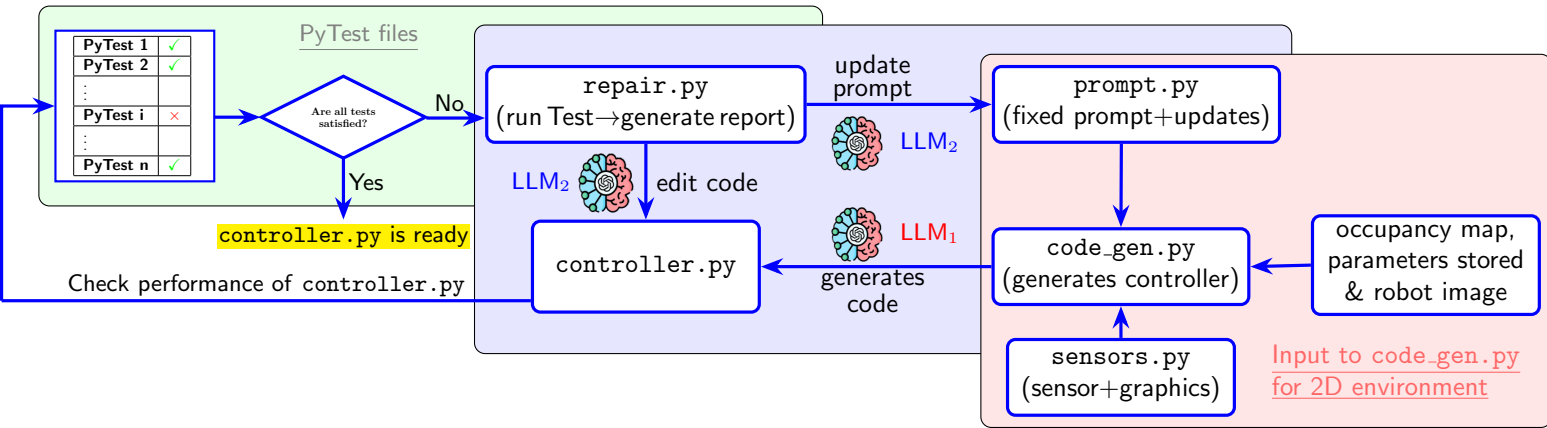 PyTest files
PyTest 1 ✓
PyTest 2 ✓
⋮
PyTest i ×
⋮
PyTest n ✓
Are all tests
satisfied?
No
Yes
controller.py is ready
Check performance of controller.py
repair.py
(run Test→generate report)
LLM₂
edit code
controller.py
update
prompt
LLM₂
LLM₁
generates
code
prompt.py
(fixed prompt+updates)
code_gen.py
(generates controller)
sensors.py
(sensor+graphics)
occupancy map,
parameters stored
& robot image
Input to code_gen.py
for 2D environment